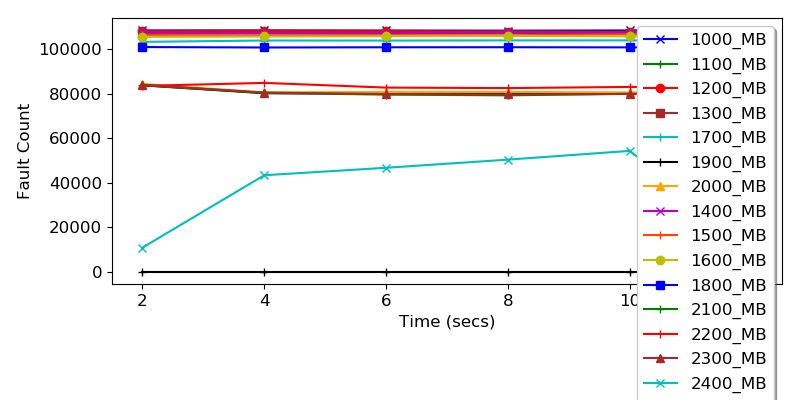 100000
80000
60000
40000
20000
0
Fault Count
2 4 6 8 10
Time (secs)
1000_MB
1100_MB
1200_MB
1300_MB
1700_MB
1900_MB
2000_MB
1400_MB
1500_MB
1600_MB
1800_MB
2100_MB
2200_MB
2300_MB
2400_MB